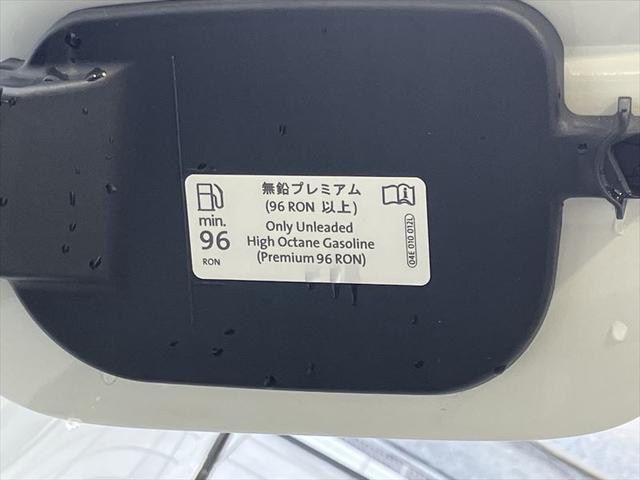 無鉛プレミアム
(96 RON 以上)
Only Unleaded
High Octane Gasoline
(Premium 96 RON)
min.
96
RON
04E 010 012L